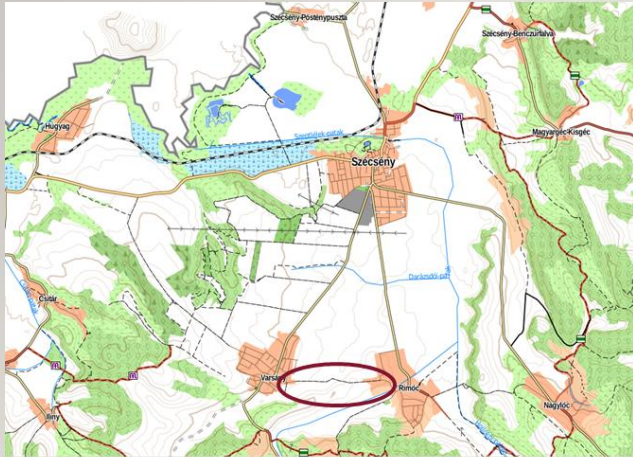 Szécsény-Pösténypuszta
Szécsény-Benczúrfalva
Hugyag
Szentlélek-patak
Magyargéc-Kisgéc
Szécsény
Darázsdói-patak
Csitár
Varsány
Rimóc
Iliny
Nagylóc